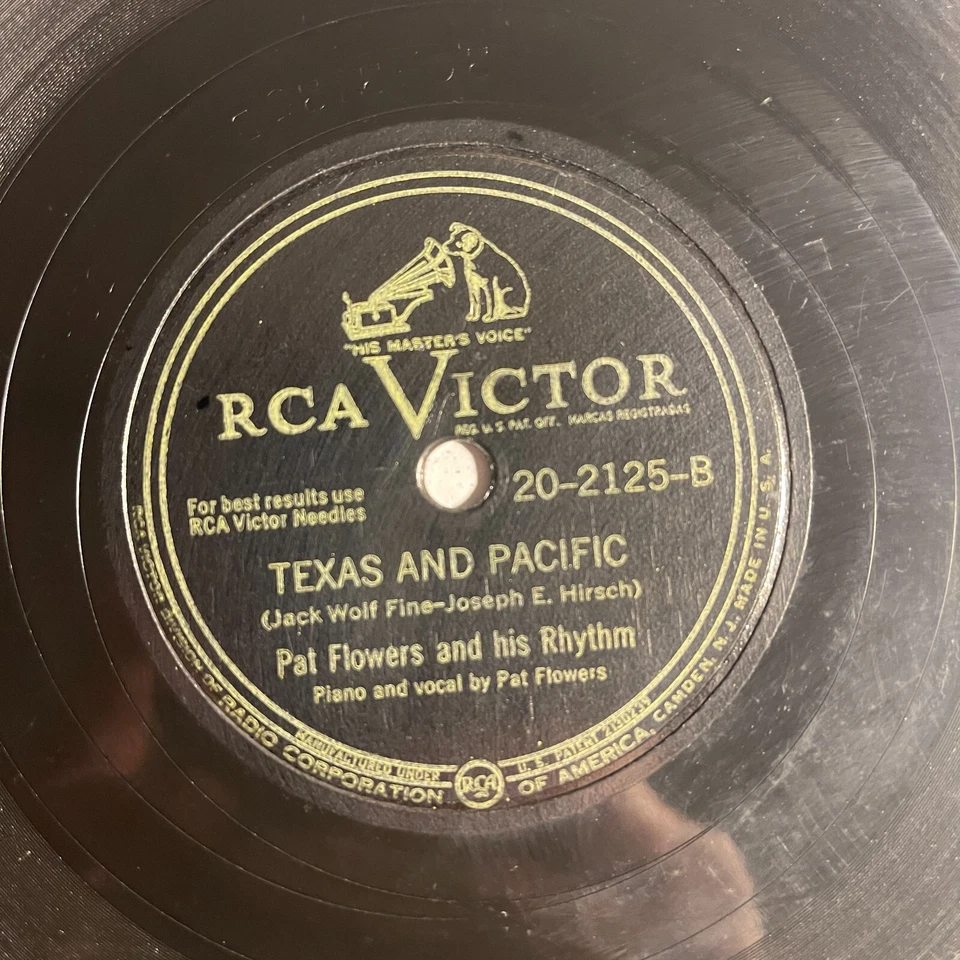 "HIS MASTER'S VOICE"
RCA VICTOR
REG. U. S. PAT. OFF. MARCAS REGISTRADAS
20-2125-B
For best results use
RCA Victor Needles
TEXAS AND PACIFIC
(Jack Wolf Fine-Joseph E. Hirsch)
Pat Flowers and his Rhythm
Piano and vocal by Pat Flowers
MANUFACTURED UNDER RCA U. S. PATENT
RCA VICTOR DIVISION OF RADIO CORPORATION OF AMERICA, CAMDEN, N. J. MADE IN U. S. A.